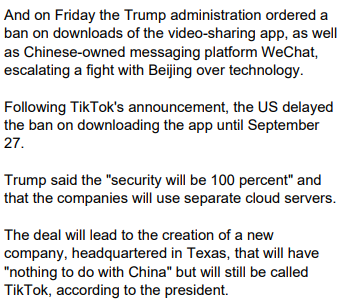 And on Friday the Trump administration ordered a
ban on downloads of the video-sharing app, as well
as Chinese-owned messaging platform WeChat,
escalating a fight with Beijing over technology.
Following TikTok's announcement, the US delayed
the ban on downloading the app until September
27.
Trump said the "security will be 100 percent" and
that the companies will use separate cloud servers.
The deal will lead to the creation of a new
company, headquartered in Texas, that will have
"nothing to do with China" but will still be called
TikTok, according to the president.